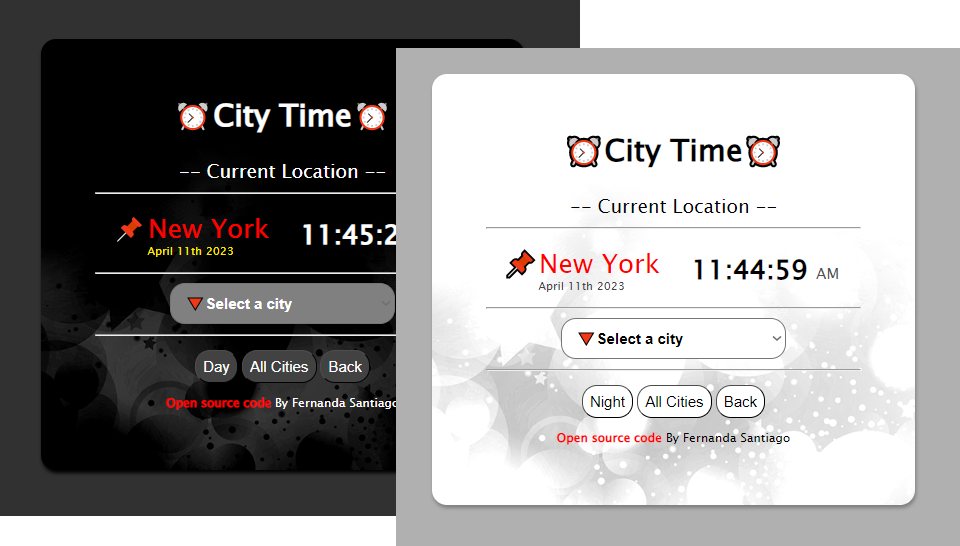 City Time
-- Current Location --
New York
11:45:2
April 11th 2023
Select a city
Day
All Cities
Back
Open source code By Fernanda Santiago
City Time
-- Current Location --
New York
11:44:59 AM
April 11th 2023
Select a city
Night
All Cities
Back
Open source code By Fernanda Santiago